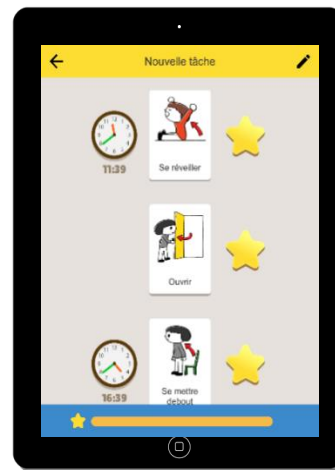 Nouvelle tâche
11:39
Se réveiller
Ouvrir
16:39
Se mettre
debout